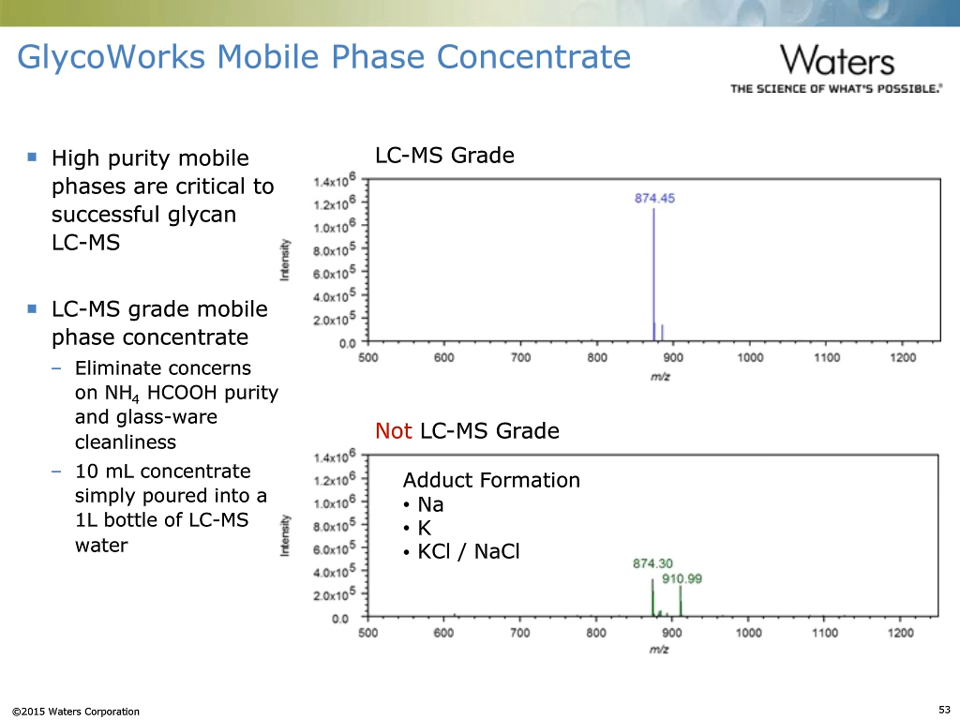 GlycoWorks Mobile Phase Concentrate
Waters
THE SCIENCE OF WHAT'S POSSIBLE.®
■ High purity mobile
phases are critical to
successful glycan
LC-MS
■ LC-MS grade mobile
phase concentrate
– Eliminate concerns
on NH₄ HCOOH purity
and glass-ware
cleanliness
– 10 mL concentrate
simply poured into a
1L bottle of LC-MS
water
LC-MS Grade
1.4x10⁶
1.2x10⁶
1.0x10⁶
8.0x10⁵
6.0x10⁵
4.0x10⁵
2.0x10⁵
0.0
Intensity
874.45
500 600 700 800 900 1000 1100 1200
m/z
Not LC-MS Grade
1.4x10⁶
1.2x10⁶
1.0x10⁶
8.0x10⁵
6.0x10⁵
4.0x10⁵
2.0x10⁵
0.0
Intensity
Adduct Formation
• Na
• K
• KCl / NaCl
874.30
910.99
500 600 700 800 900 1000 1100 1200
m/z
©2015 Waters Corporation
53